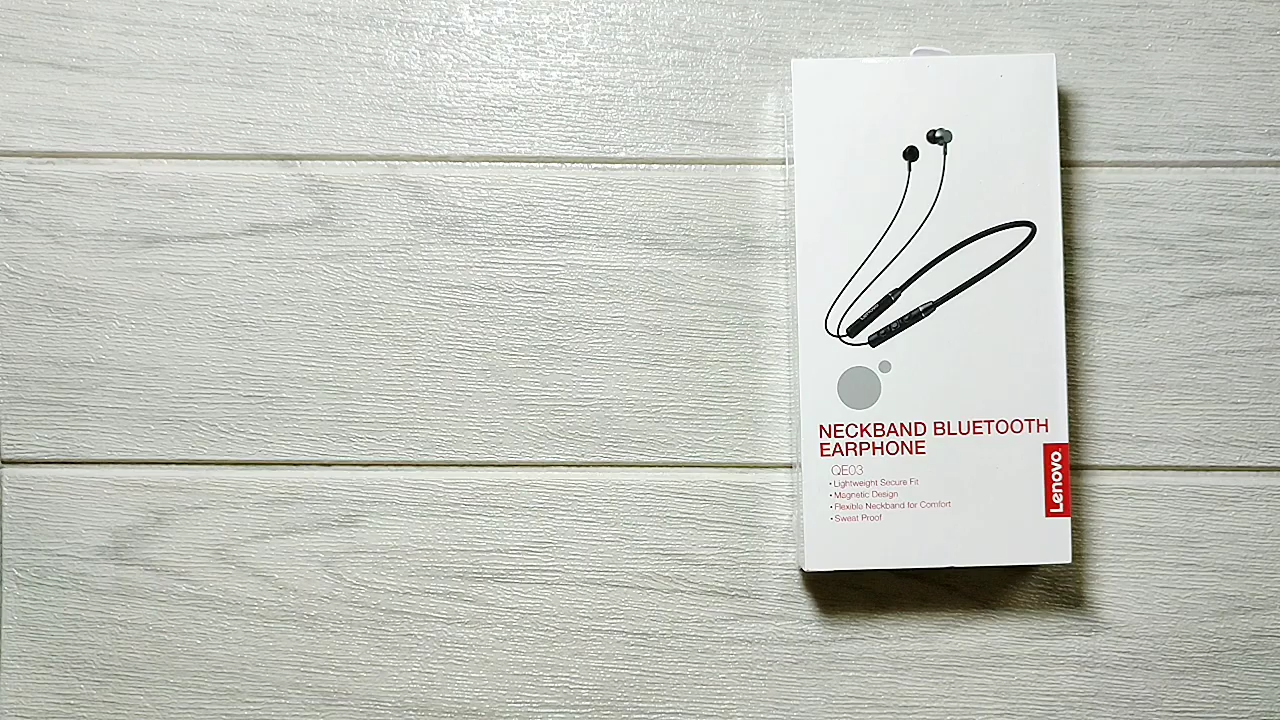 NECKBAND BLUETOOTH
EARPHONE
QE03
• Lightweight Secure Fit
• Magnetic Design
• Flexible Neckband for Comfort
• Sweat Proof
Lenovo.